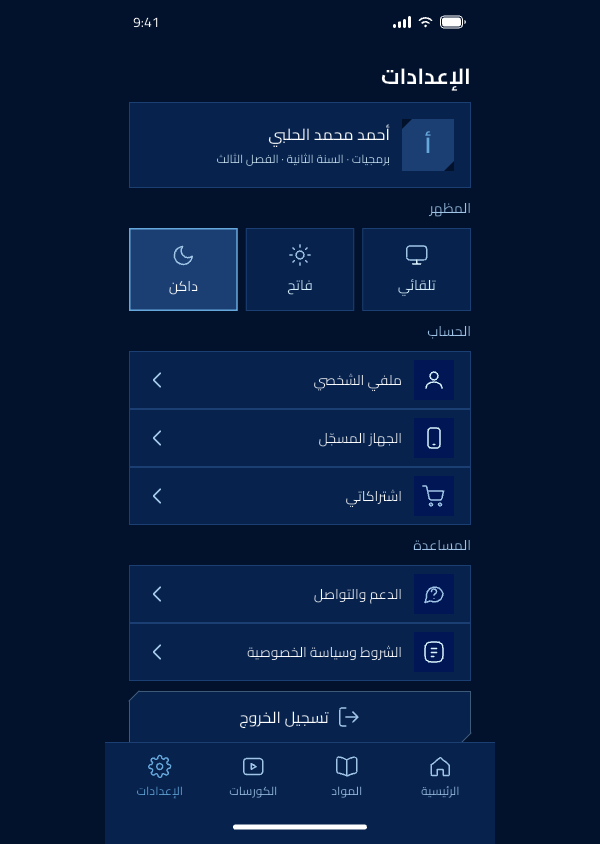 9:41
الإعدادات
أ
أحمد محمد الحلبي
برمجيات · السنة الثانية · الفصل الثالث
المظهر
تلقائي
فاتح
داكن
الحساب
ملفي الشخصي
الجهاز المسجّل
اشتراكاتي
المساعدة
الدعم والتواصل
الشروط وسياسة الخصوصية
تسجيل الخروج
الرئيسية
المواد
الكورسات
الإعدادات